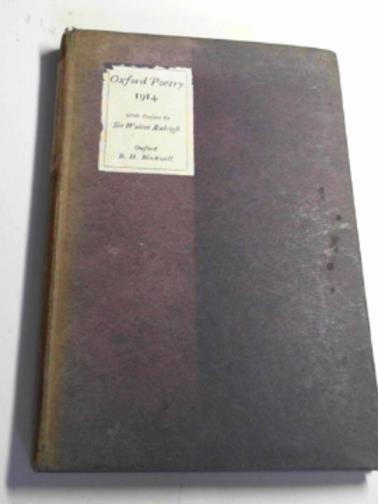 Oxford Poetry
1914
With Preface by
Sir Walter Raleigh
Oxford
B. H. Blackwell